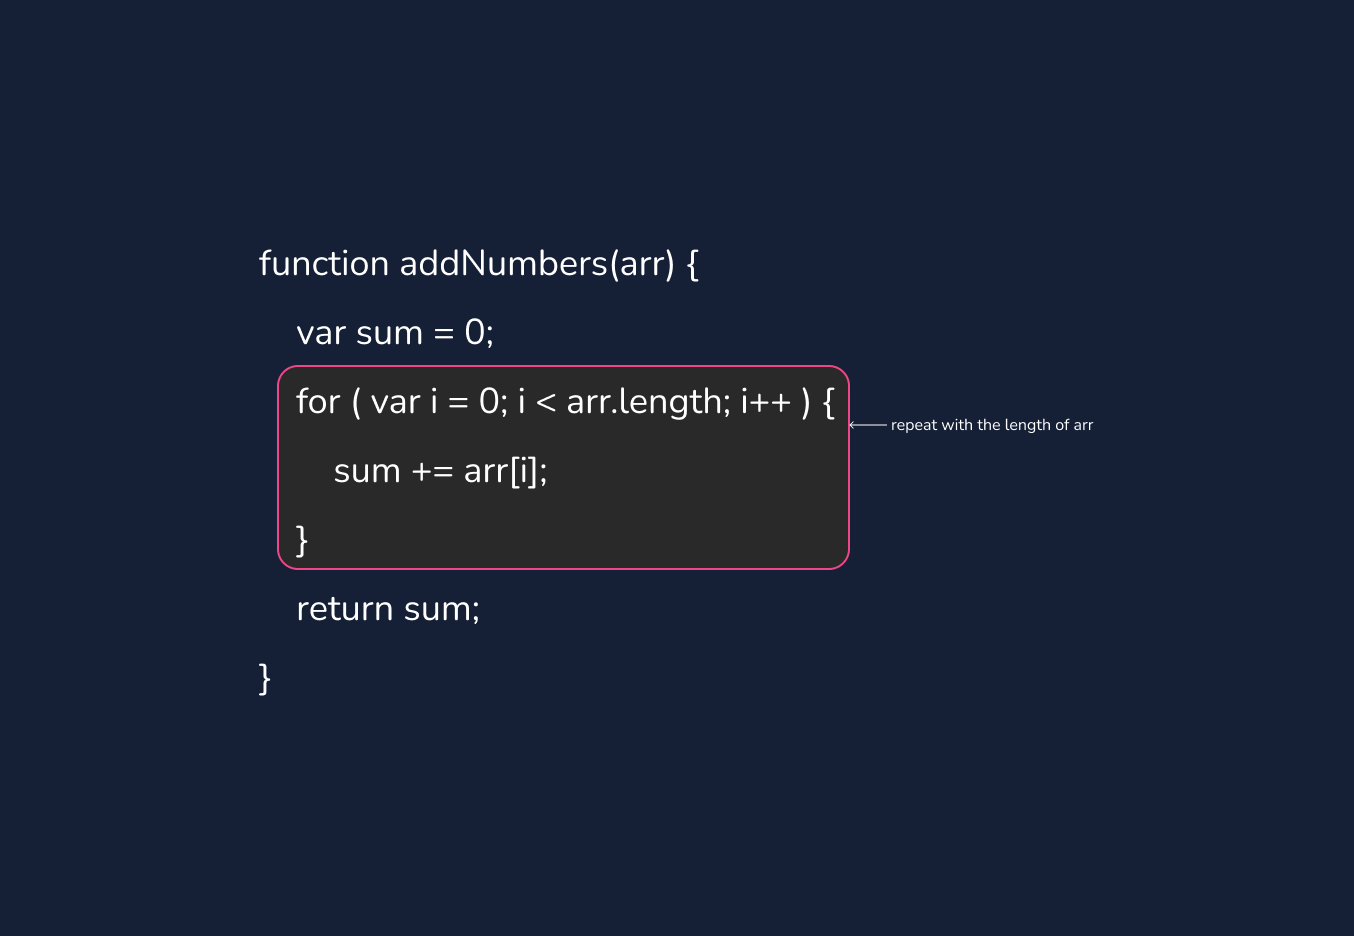 function addNumbers(arr) {
var sum = 0;
for ( var i = 0; i < arr.length; i++ ) {
repeat with the length of arr
sum += arr[i];
}
return sum;
}